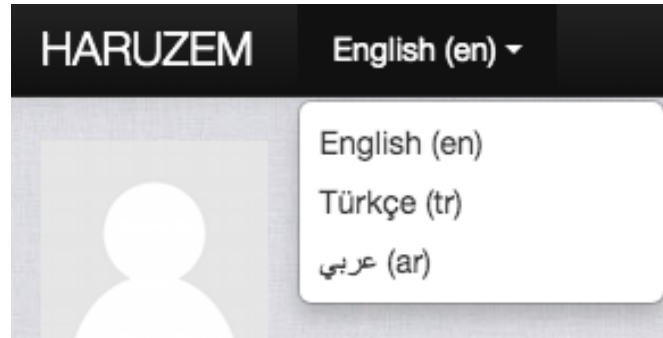 HARUZEM English (en)
English (en)
Türkçe (tr)
عربي (ar)